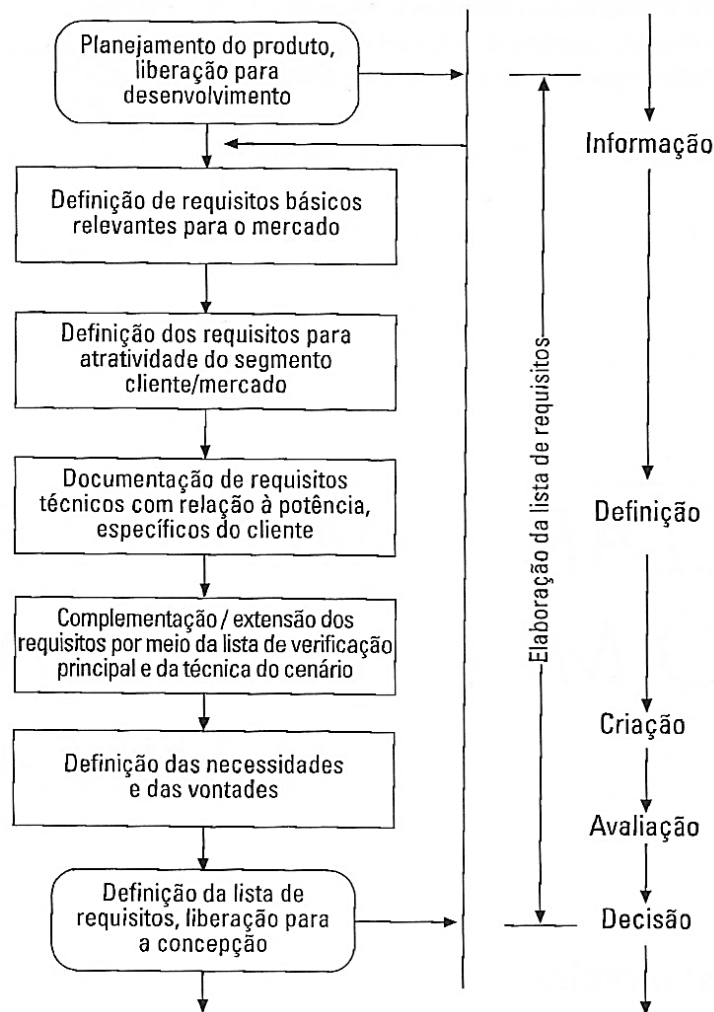 Planejamento do produto,
liberação para
desenvolvimento
Informação
Definição de requisitos básicos
relevantes para o mercado
Definição dos requisitos para
atratividade do segmento
cliente/mercado
Elaboração da lista de requisitos
Documentação de requisitos
técnicos com relação à potência,
específicos do cliente
Definição
Complementação / extensão dos
requisitos por meio da lista de verificação
principal e da técnica do cenário
Criação
Definição das necessidades
e das vontades
Avaliação
Definição da lista de
requisitos, liberação para
a concepção
Decisão